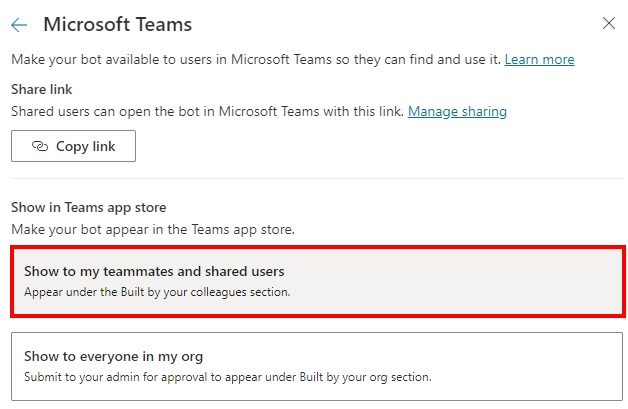 Microsoft Teams
Make your bot available to users in Microsoft Teams so they can find and use it. Learn more
Share link
Shared users can open the bot in Microsoft Teams with this link. Manage sharing
Copy link
Show in Teams app store
Make your bot appear in the Teams app store.
Show to my teammates and shared users
Appear under the Built by your colleagues section.
Show to everyone in my org
Submit to your admin for approval to appear under Built by your org section.